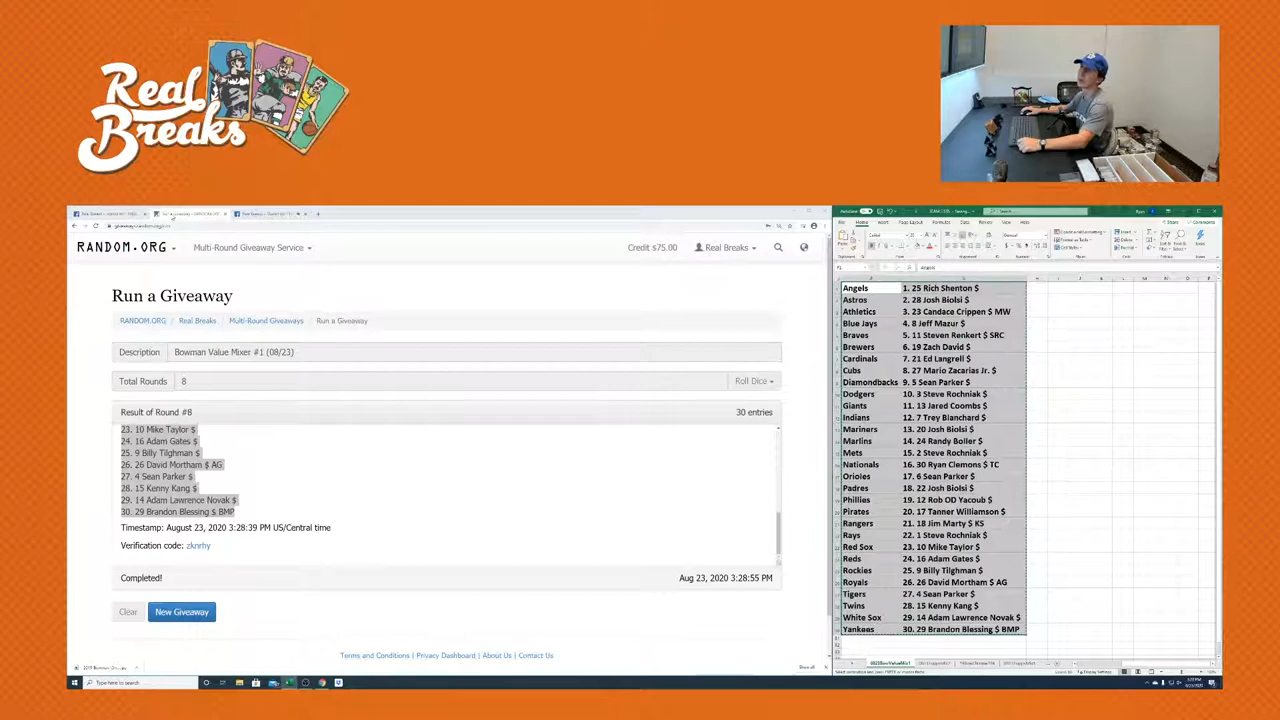 Real
Breaks
RANDOM.ORG
Multi-Round Giveaway Service
Credit $75.00
Real Breaks
Run a Giveaway
RANDOM.ORG
Real Breaks
Multi-Round Giveaways
Run a Giveaway
Description
Bowman Value Mixer #1 (08/23)
Total Rounds
8
Roll Dice
Result of Round #8
30 entries
23. 10 Mike Taylor $
24. 16 Adam Gates $
25. 9 Billy Tilghman $
26. 26 David Mortham $ AG
27. 4 Sean Parker $
28. 15 Kenny Kang $
29. 14 Adam Lawrence Novak $
30. 29 Brandon Blessing $ BMP
Timestamp: August 23, 2020 3:28:39 PM US/Central time
Verification code: zknrhy
Completed!
Aug 23, 2020 3:28:55 PM
Clear
New Giveaway
Terms and Conditions | Privacy Dashboard | About Us | Contact Us
Show all
Type here to search
Angels 1. 25 Rich Shenton $
Astros 2. 28 Josh Biolsi $
Athletics 3. 23 Candace Crippen $ MW
Blue Jays 4. 8 Jeff Mazur $
Braves 5. 11 Steven Renkert $ SRC
Brewers 6. 19 Zach David $
Cardinals 7. 21 Ed Langrell $
Cubs 8. 27 Mario Zacarias Jr. $
Diamondbacks 9. 5 Sean Parker $
Dodgers 10. 3 Steve Rochniak $
Giants 11. 13 Jared Coombs $
Indians 12. 7 Trey Blanchard $
Mariners 13. 20 Josh Biolsi $
Marlins 14. 24 Randy Boller $
Mets 15. 2 Steve Rochniak $
Nationals 16. 30 Ryan Clemons $ TC
Orioles 17. 6 Sean Parker $
Padres 18. 22 Josh Biolsi $
Phillies 19. 12 Rob OD Yacoub $
Pirates 20. 17 Tanner Williamson $
Rangers 21. 18 Jim Marty $ KS
Rays 22. 1 Steve Rochniak $
Red Sox 23. 10 Mike Taylor $
Reds 24. 16 Adam Gates $
Rockies 25. 9 Billy Tilghman $
Royals 26. 26 David Mortham $ AG
Tigers 27. 4 Sean Parker $
Twins 28. 15 Kenny Kang $
White Sox 29. 14 Adam Lawrence Novak $
Yankees 30. 29 Brandon Blessing $ BMP